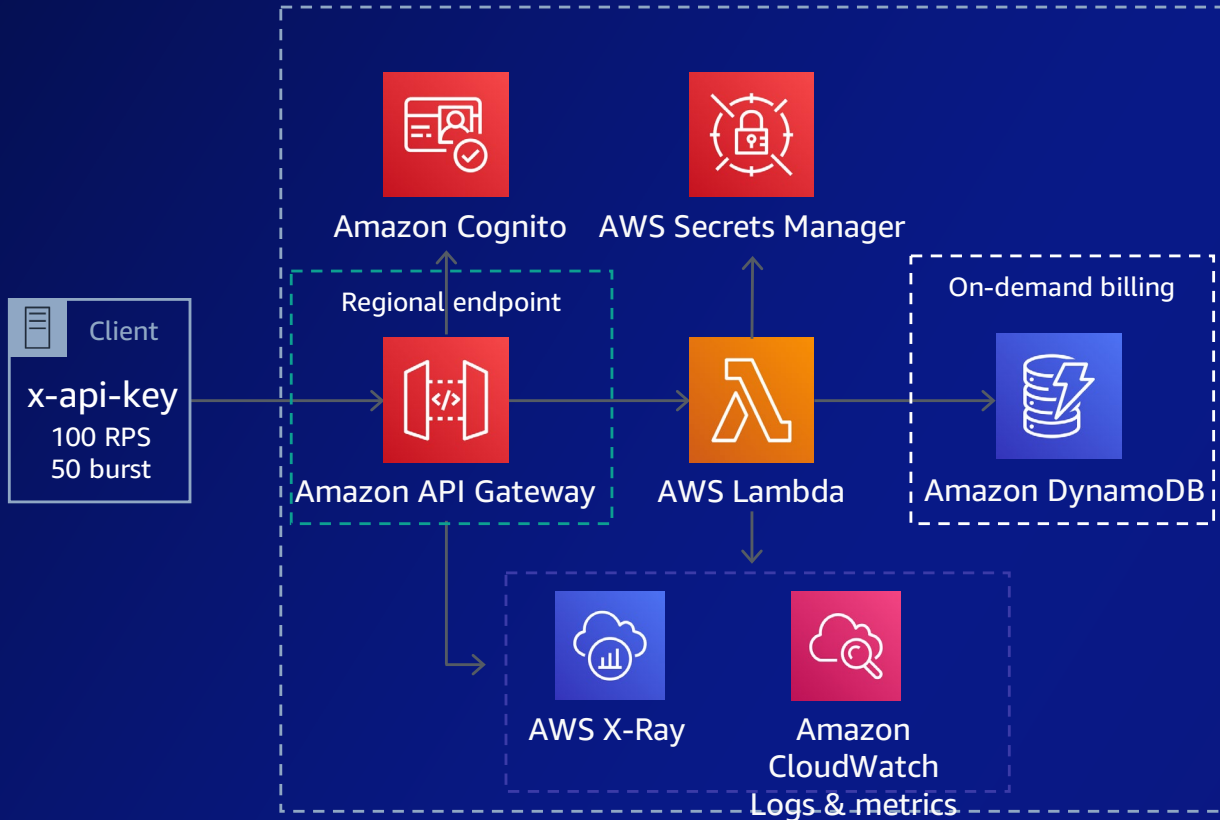 Amazon Cognito
AWS Secrets Manager
Client
x-api-key
100 RPS
50 burst
Regional endpoint
</>
Amazon API Gateway
AWS Lambda
On-demand billing
Amazon DynamoDB
AWS X-Ray
Amazon
CloudWatch
Logs & metrics